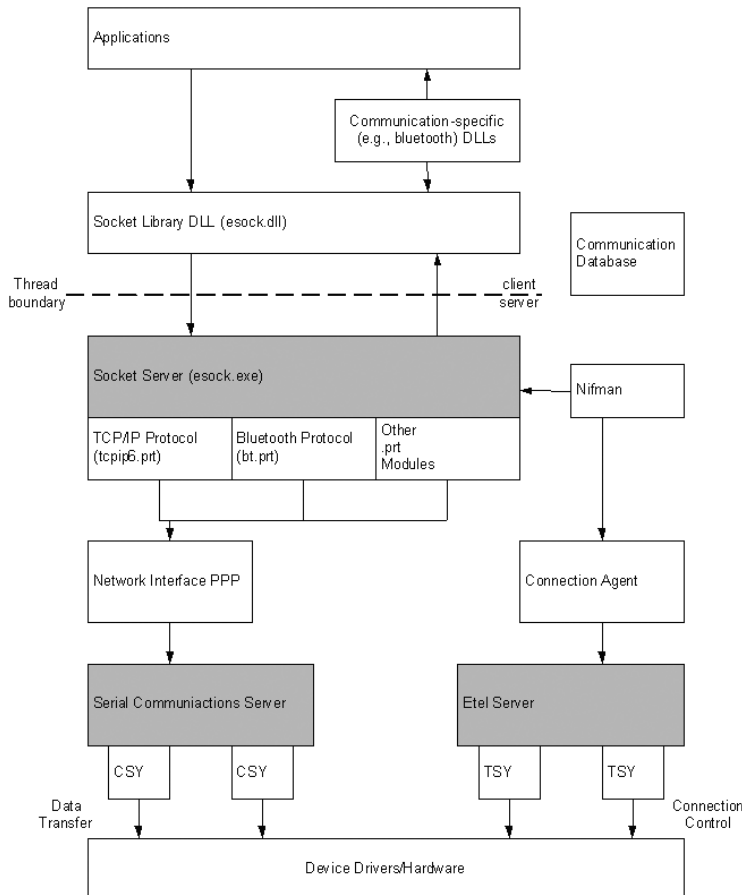 Applications
Communication-specific
(e.g., bluetooth) DLLs
Socket Library DLL (esock.dll)
Communication
Database
Thread
boundary
client
server
Socket Server (esock.exe)
Nifman
TCP/IP Protocol
(tcpip6.prt)
Bluetooth Protocol
(bt.prt)
Other
.prt
Modules
Network Interface PPP
Connection Agent
Serial Communiactions Server
Etel Server
CSY
CSY
TSY
TSY
Data
Transfer
Connection
Control
Device Drivers/Hardware